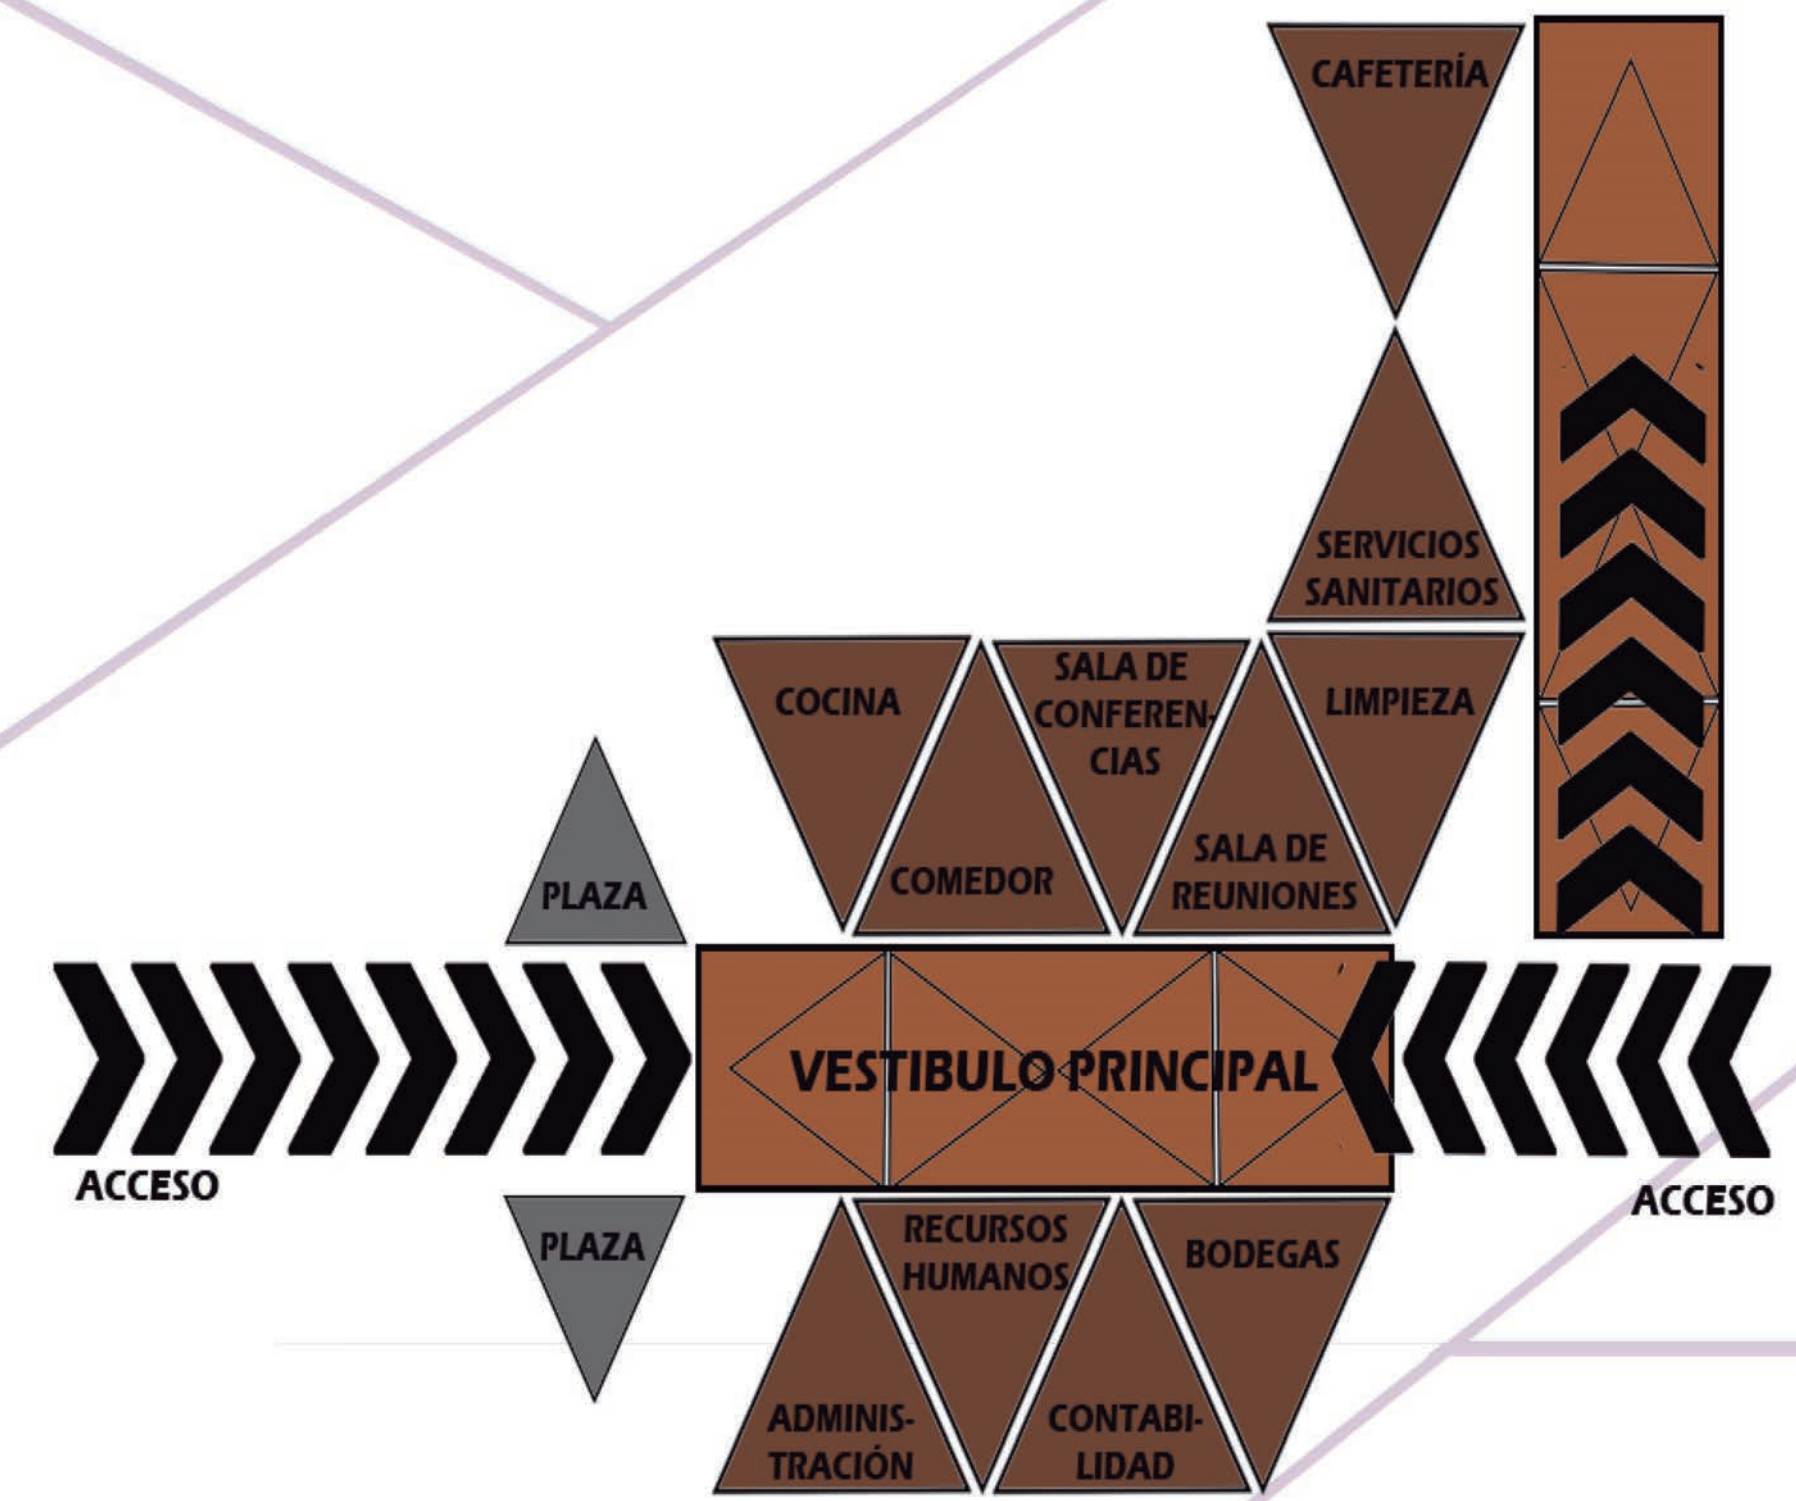 CAFETERÍA
SERVICIOS
SANITARIOS
COCINA
SALA DE
CONFEREN-
CIAS
LIMPIEZA
COMEDOR
SALA DE
REUNIONES
PLAZA
VESTIBULO PRINCIPAL
ACCESO
ACCESO
PLAZA
RECURSOS
HUMANOS
BODEGAS
ADMINIS-
TRACIÓN
CONTABI-
LIDAD